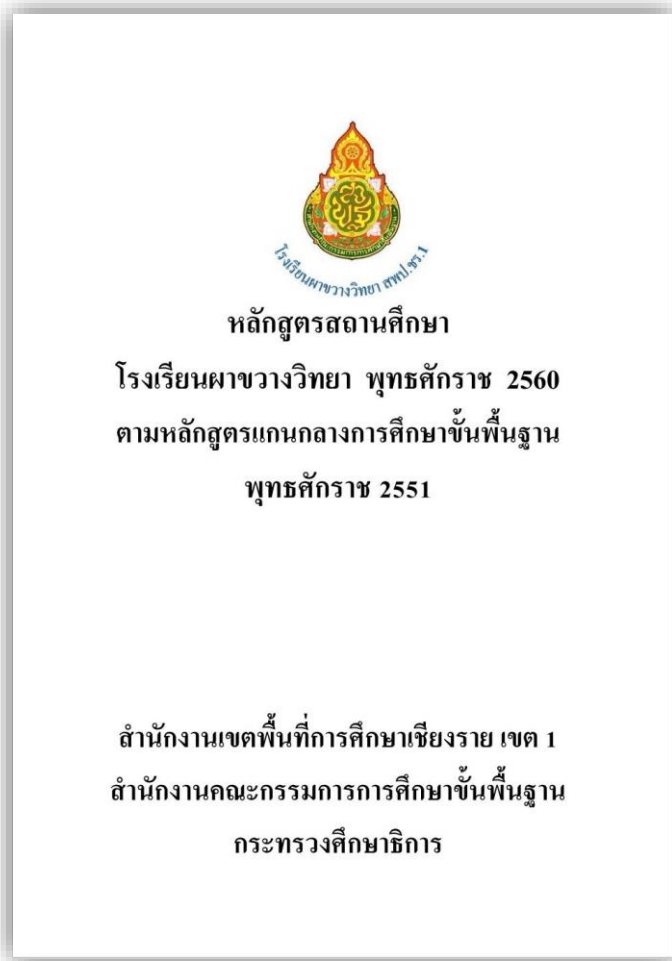 โรงเรียนผาขวางวิทยา สพป.ชร.1
หลักสูตรสถานศึกษา
โรงเรียนผาขวางวิทยา พุทธศักราช 2560
ตามหลักสูตรแกนกลางการศึกษาขั้นพื้นฐาน
พุทธศักราช 2551
สำนักงานเขตพื้นที่การศึกษาเชียงราย เขต 1
สำนักงานคณะกรรมการการศึกษาขั้นพื้นฐาน
กระทรวงศึกษาธิการ